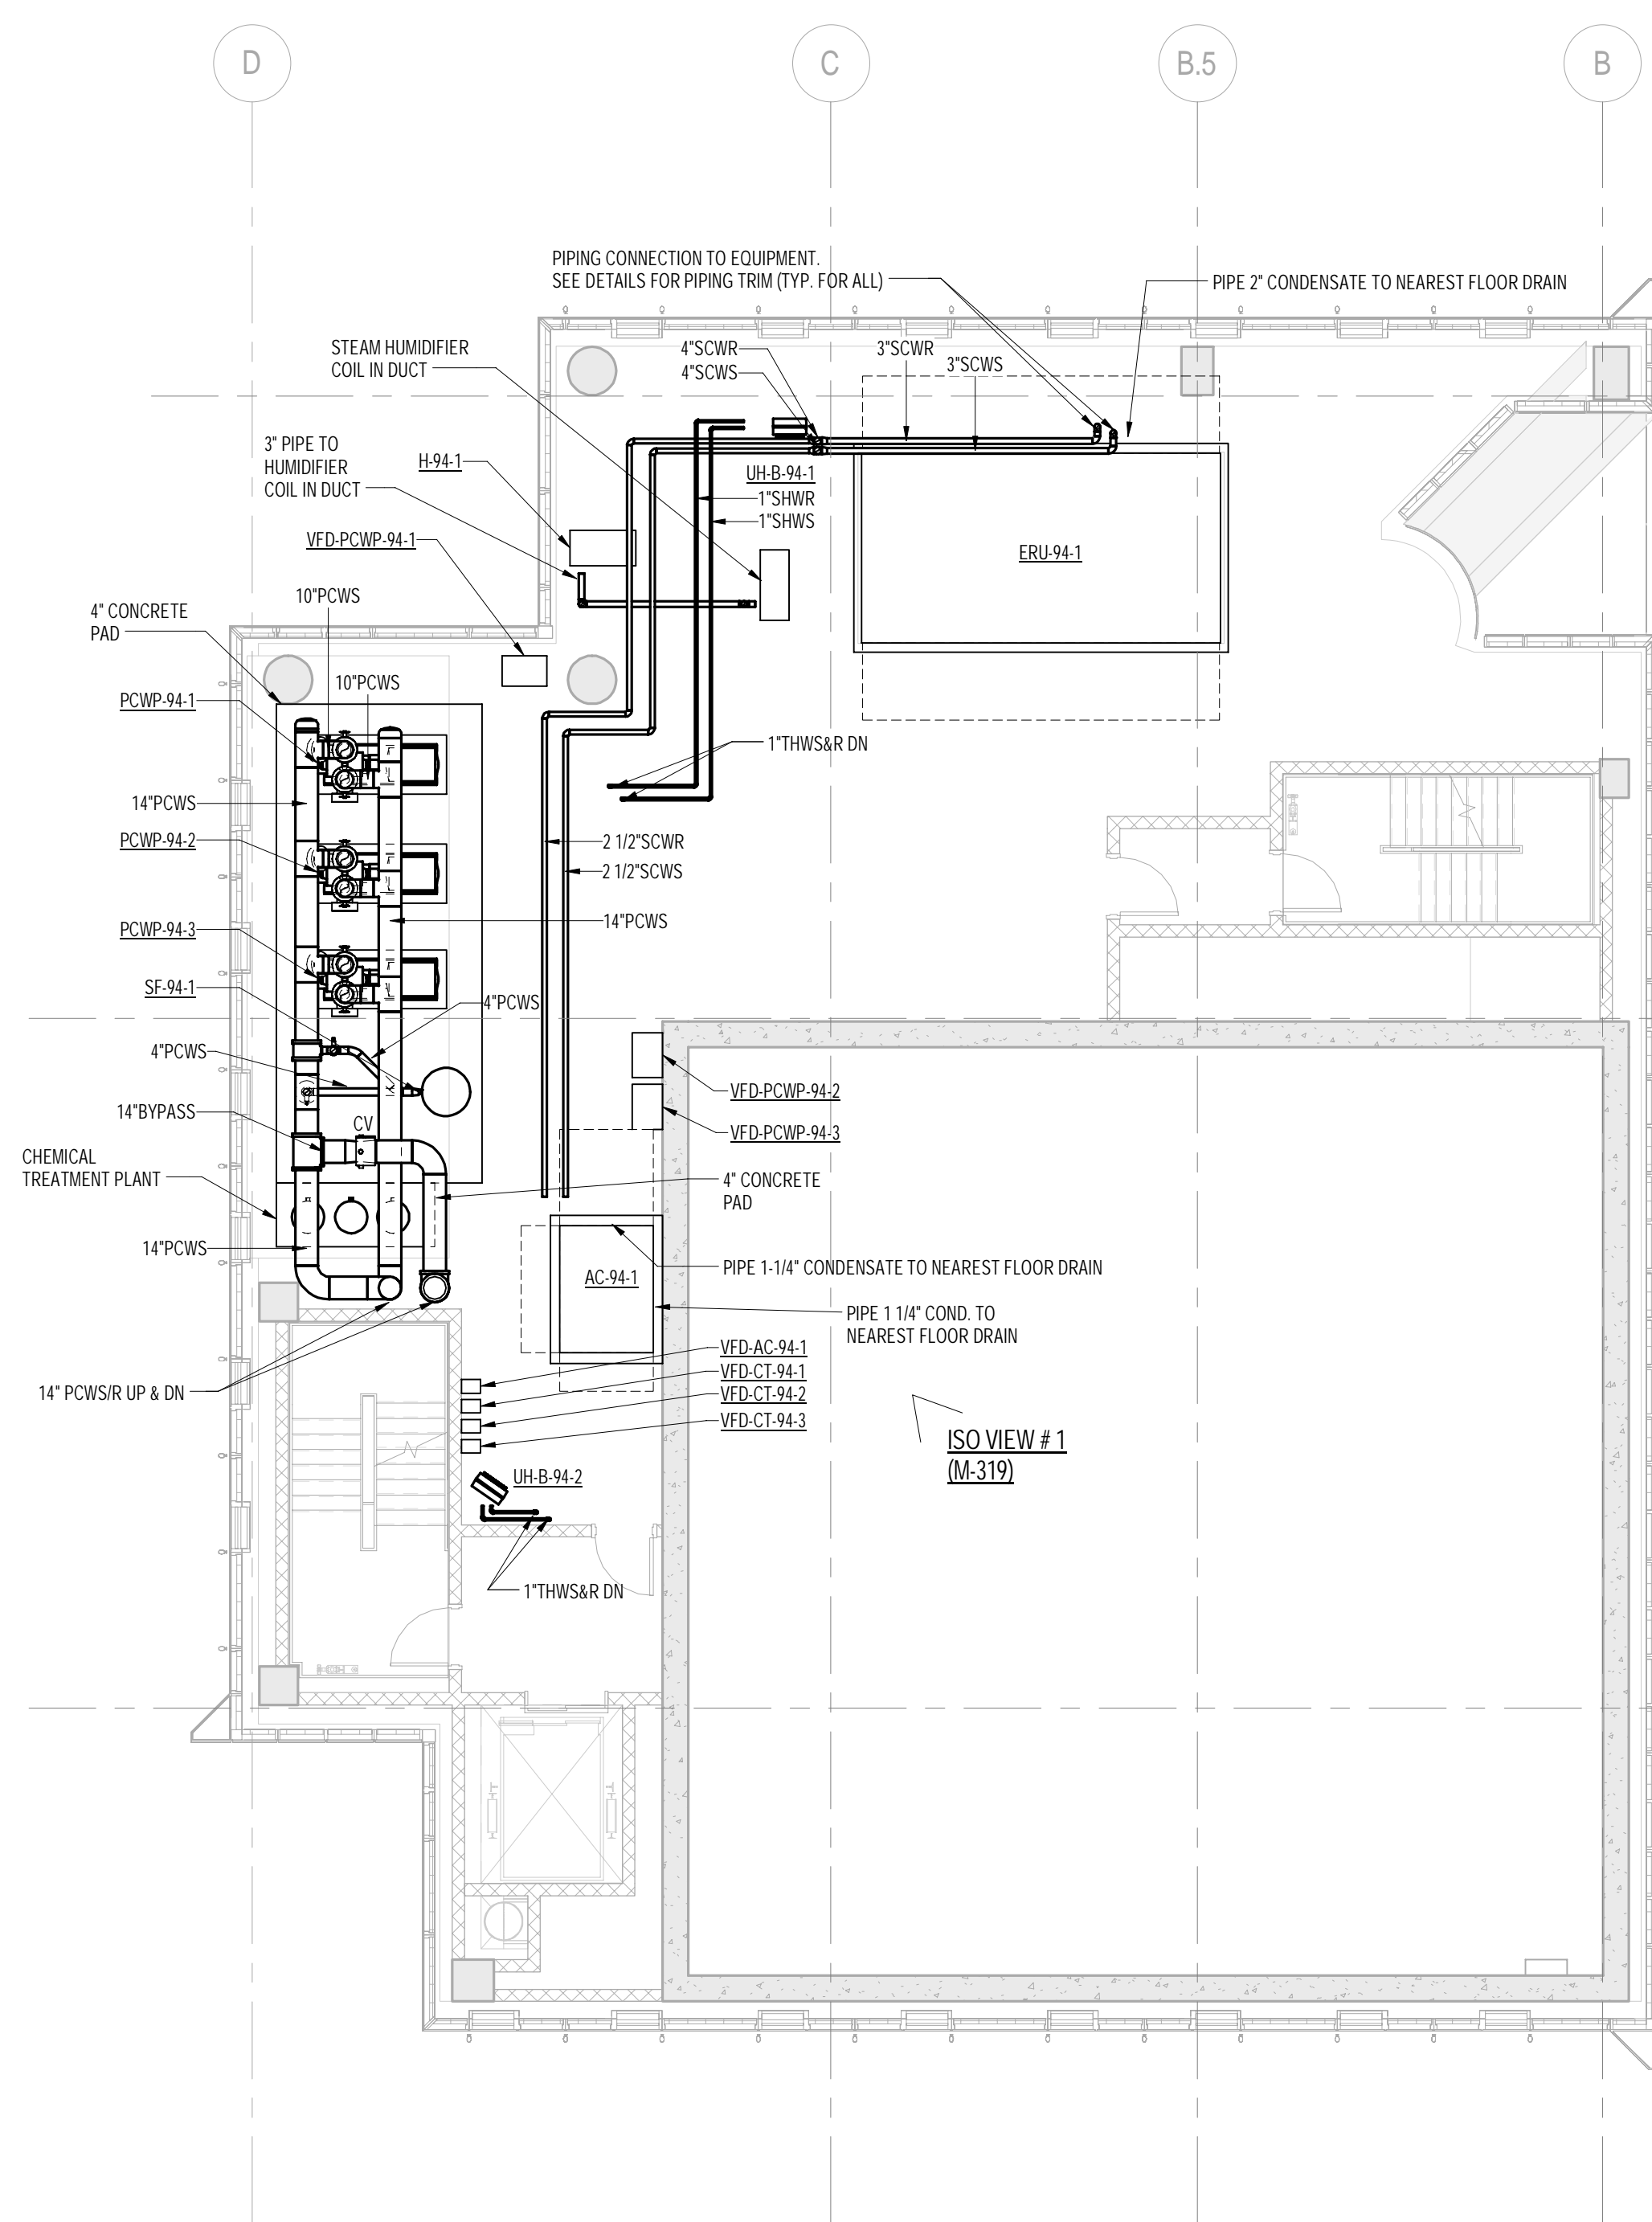 D
C
B.5
B
PIPING CONNECTION TO EQUIPMENT.
SEE DETAILS FOR PIPING TRIM (TYP. FOR ALL)
PIPE 2" CONDENSATE TO NEAREST FLOOR DRAIN
STEAM HUMIDIFIER
COIL IN DUCT
4"SCWR
4"SCWS
3"SCWR
3"SCWS
3" PIPE TO
HUMIDIFIER
COIL IN DUCT
H-94-1
UH-B-94-1
1"SHWR
1"SHWS
VFD-PCWP-94-1
ERU-94-1
10"PCWS
4" CONCRETE
PAD
10"PCWS
PCWP-94-1
1"THWS&R DN
14"PCWS
PCWP-94-2
2 1/2"SCWR
2 1/2"SCWS
14"PCWS
PCWP-94-3
SF-94-1
4"PCWS
4"PCWS
VFD-PCWP-94-2
14"BYPASS
CV
VFD-PCWP-94-3
CHEMICAL
TREATMENT PLANT
4" CONCRETE
PAD
14"PCWS
PIPE 1-1/4" CONDENSATE TO NEAREST FLOOR DRAIN
AC-94-1
PIPE 1 1/4" COND. TO
NEAREST FLOOR DRAIN
VFD-AC-94-1
VFD-CT-94-1
14" PCWS/R UP & DN
VFD-CT-94-2
VFD-CT-94-3
ISO VIEW # 1
(M-319)
UH-B-94-2
1"THWS&R DN